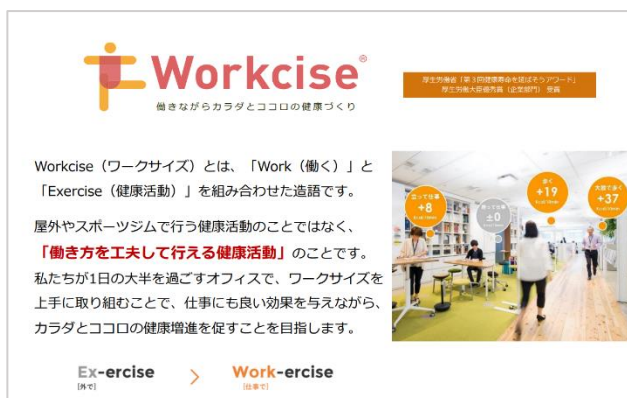 Workcise®
働きながらカラダとココロの健康づくり
厚生労働省「第3回健康寿命を延ばそうアワード」
厚生労働大臣優秀賞（企業部門） 受賞
Workcise（ワークサイズ）とは、「Work（働く）」と
「Exercise（健康活動）」を組み合わせた造語です。
屋外やスポーツジムで行う健康活動のことではなく、
「働き方を工夫して行える健康活動」のことです。
私たちが1日の大半を過ごすオフィスで、ワークサイズを
上手に取り組むことで、仕事にも良い効果を与えながら、
カラダとココロの健康増進を促すことを目指します。
立って仕事
+8
座って仕事
±0
歩く
+19
大股で歩く
+37
Ex-ercise
[外で]
Work-ercise
[仕事で]